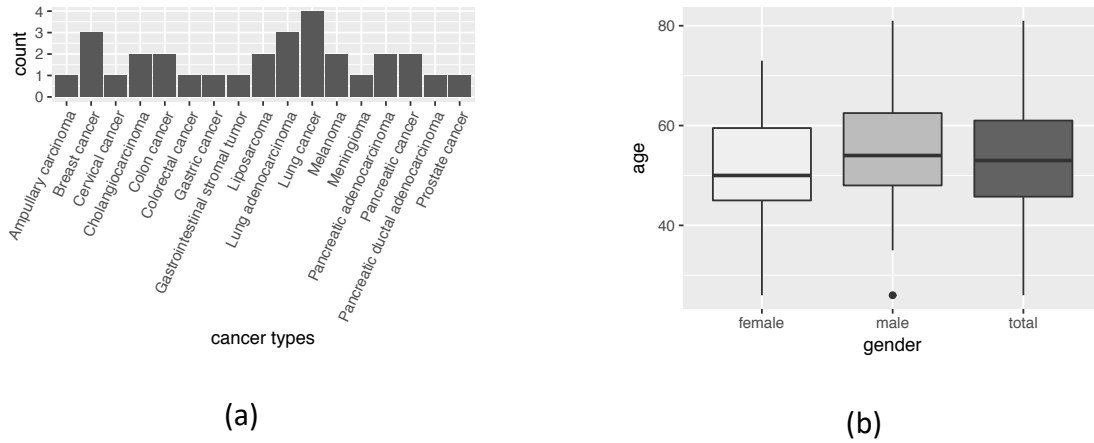 count
4
3
2
1
0
Ampullary carcinoma
Breast cancer
Cervical cancer
Cholangiocarcinoma
Colon cancer
Colorectal cancer
Gastric cancer
Gastrointestinal stromal tumor
Liposarcoma
Lung adenocarcinoma
Lung cancer
Melanoma
Meningioma
Pancreatic adenocarcinoma
Pancreatic cancer
Pancreatic ductal adenocarcinoma
Prostate cancer
cancer types
(a)
age
80
60
40
female
male
total
gender
(b)